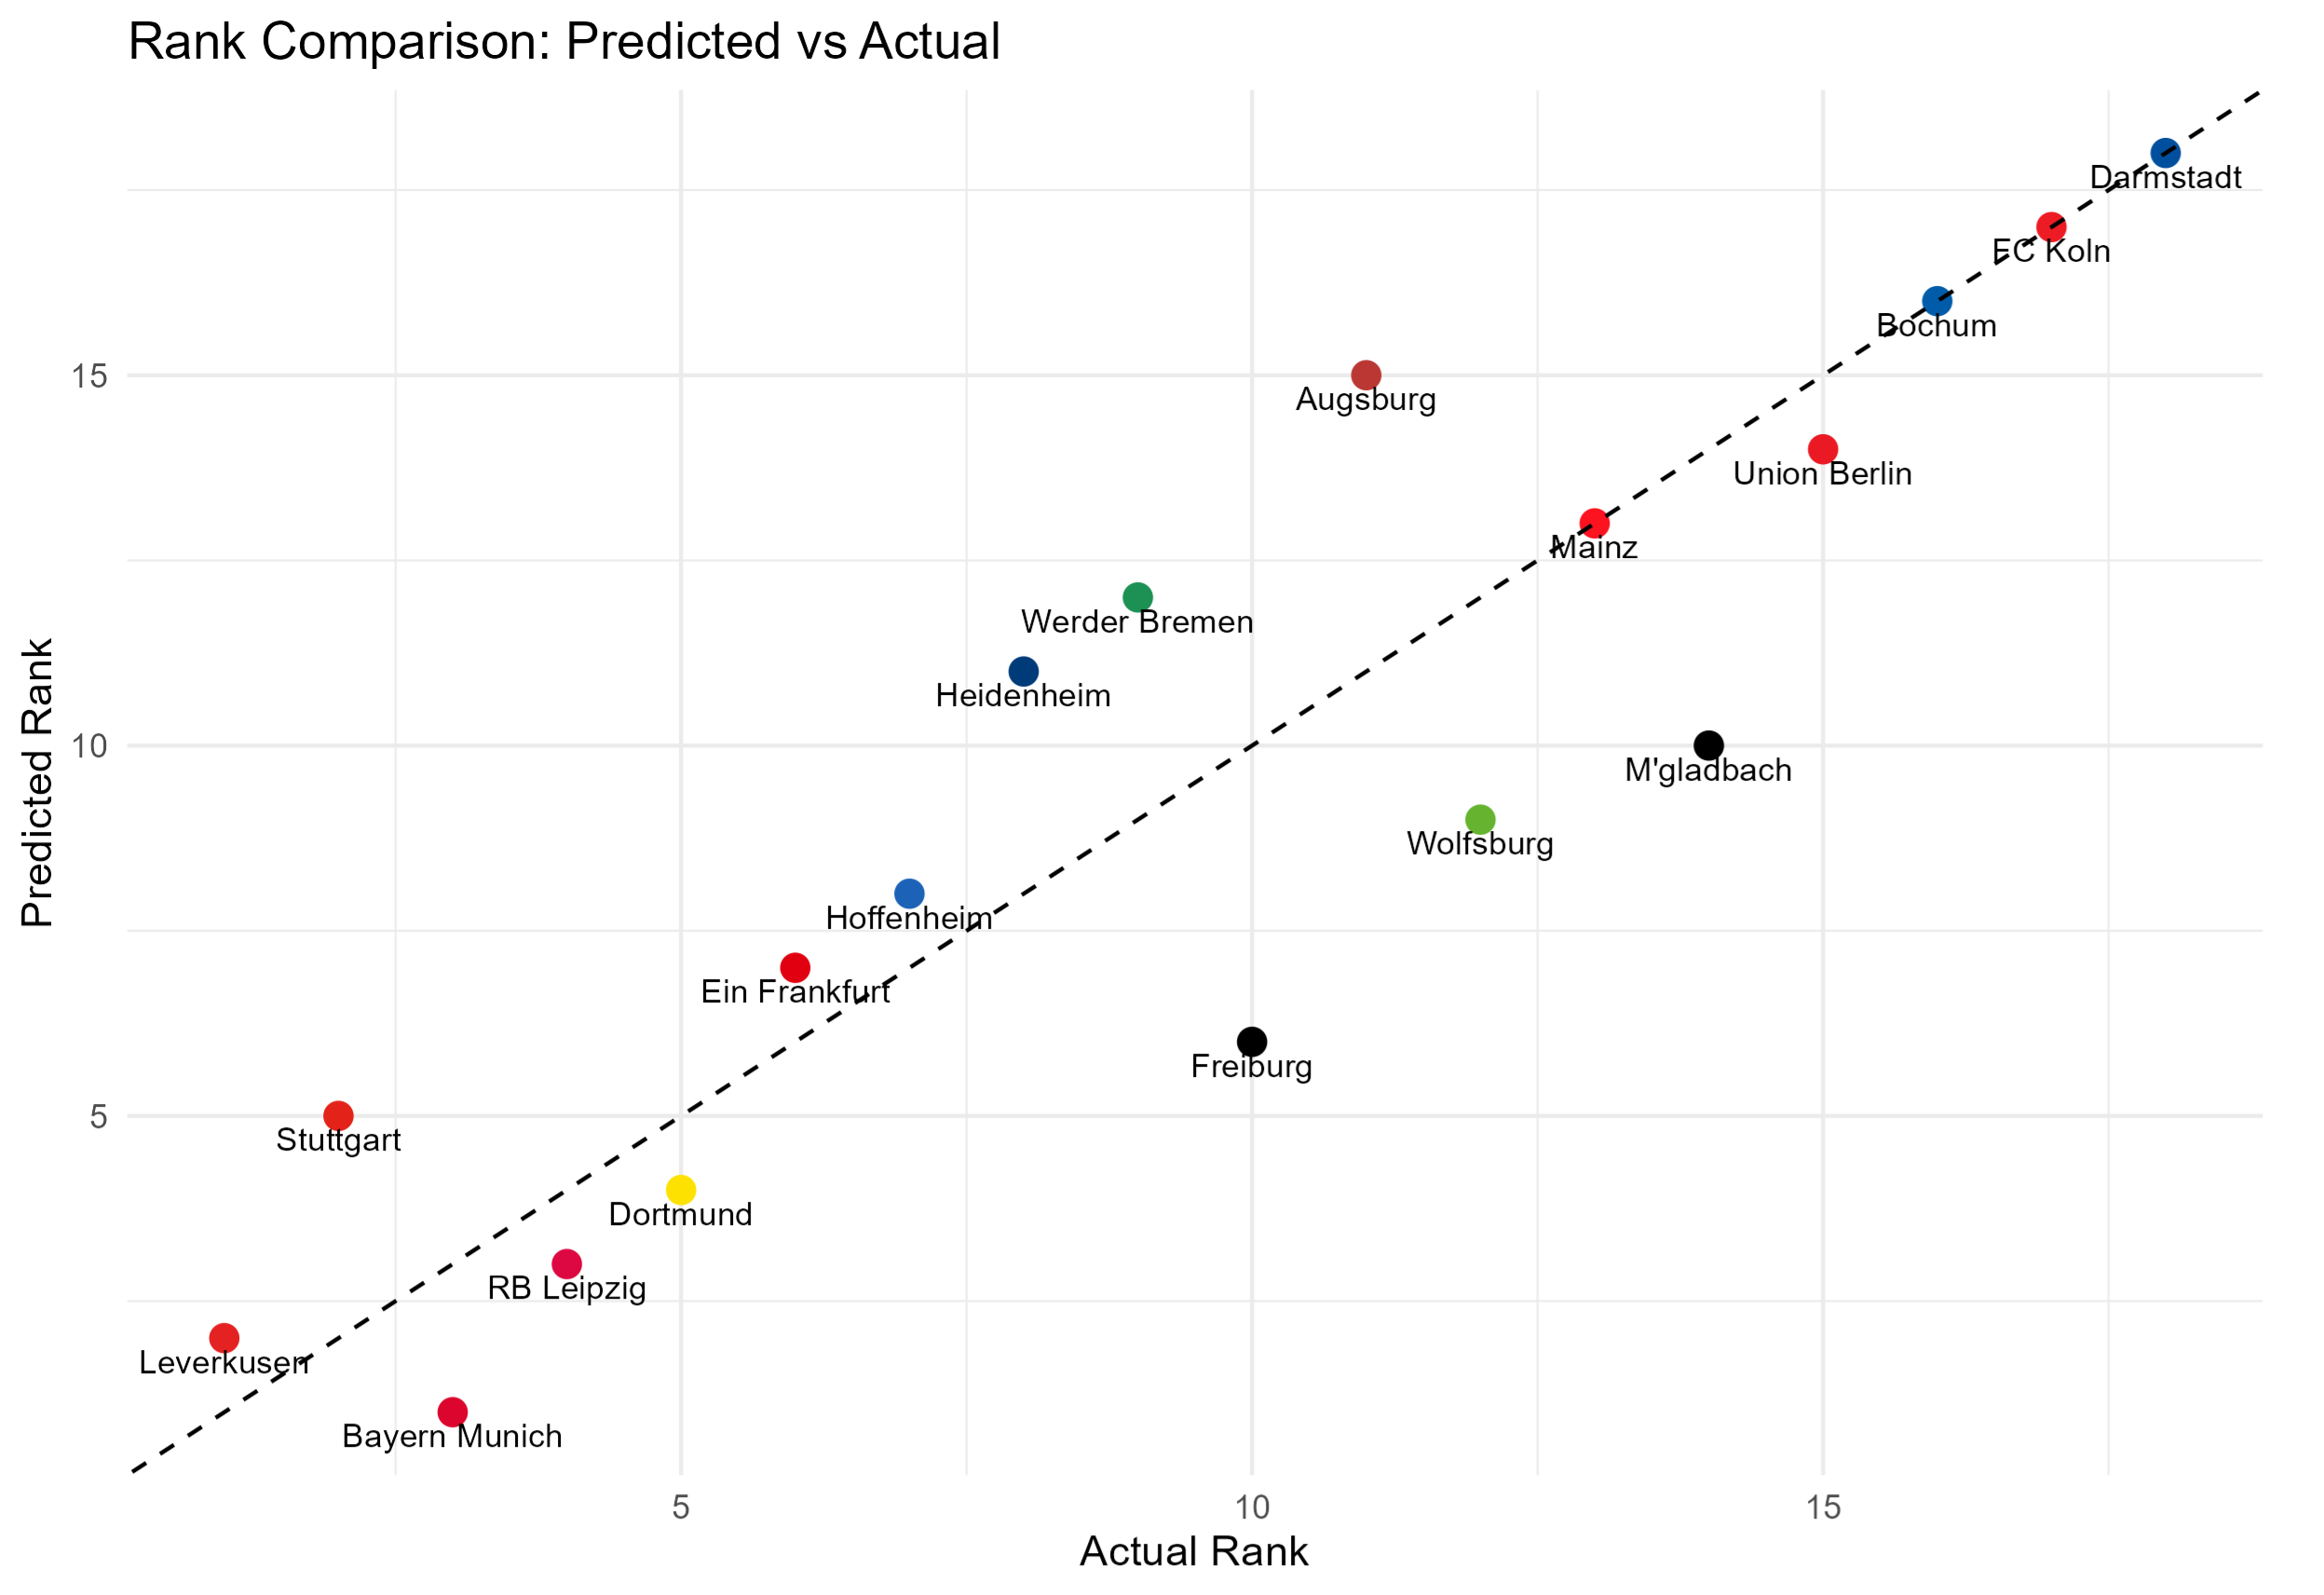 Rank Comparison: Predicted vs Actual
Darmstadt
FC Koln
Bochum
15
Augsburg
Union Berlin
Mainz
Werder Bremen
Heidenheim
10
M'gladbach
Wolfsburg
Hoffenheim
Ein Frankfurt
Freiburg
5
Stuttgart
Dortmund
RB Leipzig
Leverkusen
Bayern Munich
Predicted Rank
5 10 15
Actual Rank